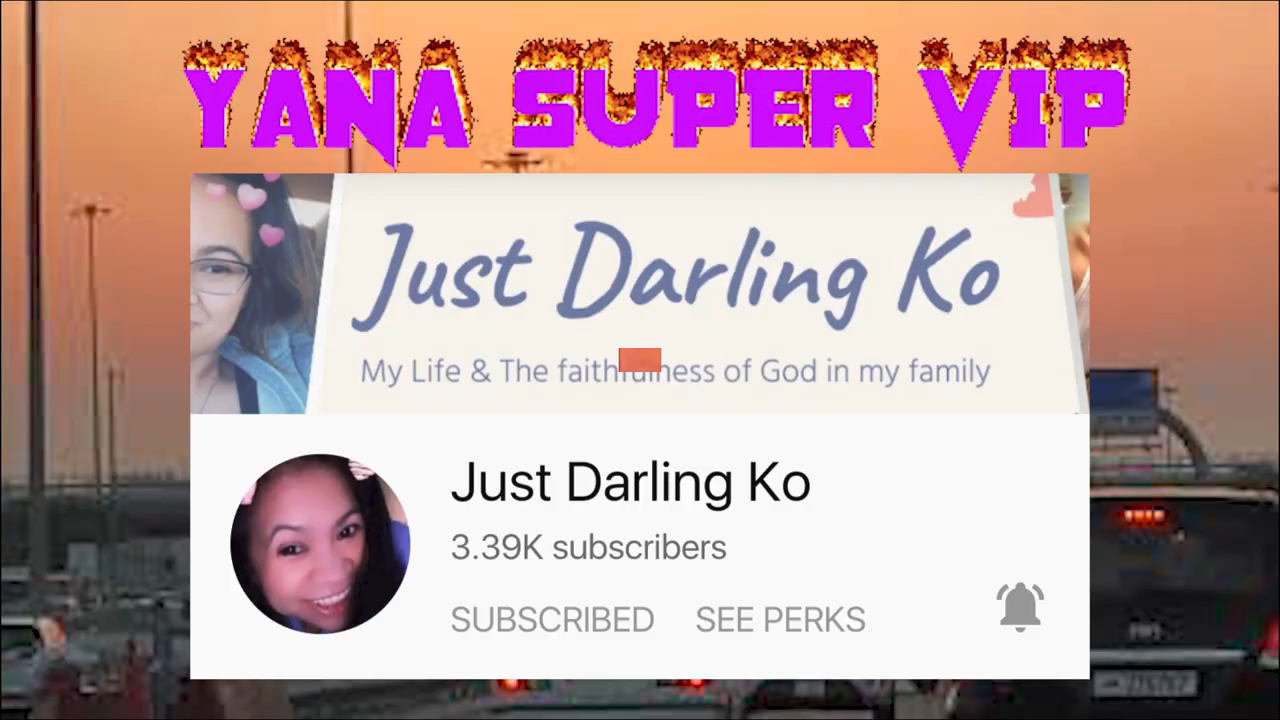 YANA SUPER VIP
Just Darling Ko
My Life & The faithfulness of God in my family
Just Darling Ko
3.39K subscribers
SUBSCRIBED SEE PERKS